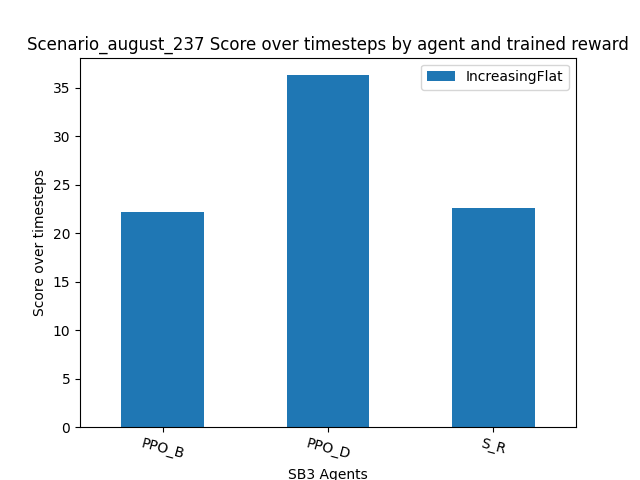 Scenario_august_237 Score over timesteps by agent and trained reward
IncreasingFlat
Score over timesteps
35
30
25
20
15
10
5
0
PPO_B
PPO_D
S_R
SB3 Agents